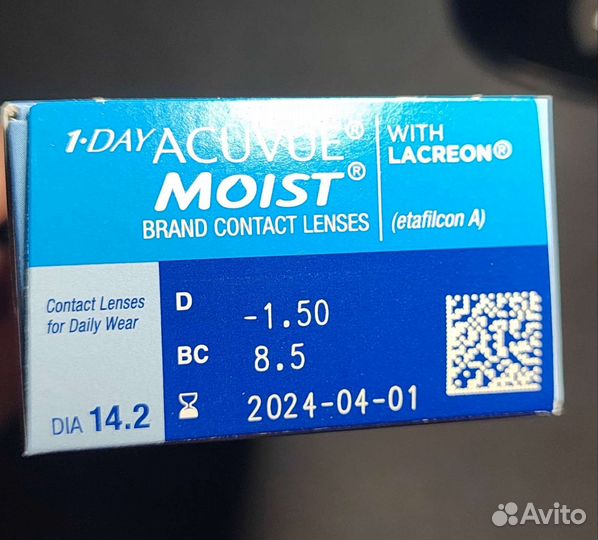 1·DAY ACUVUE® WITH
MOIST® LACREON®
BRAND CONTACT LENSES (etafilcon A)
Contact Lenses
for Daily Wear
DIA 14.2
D -1.50
BC 8.5
2024-04-01
Avito